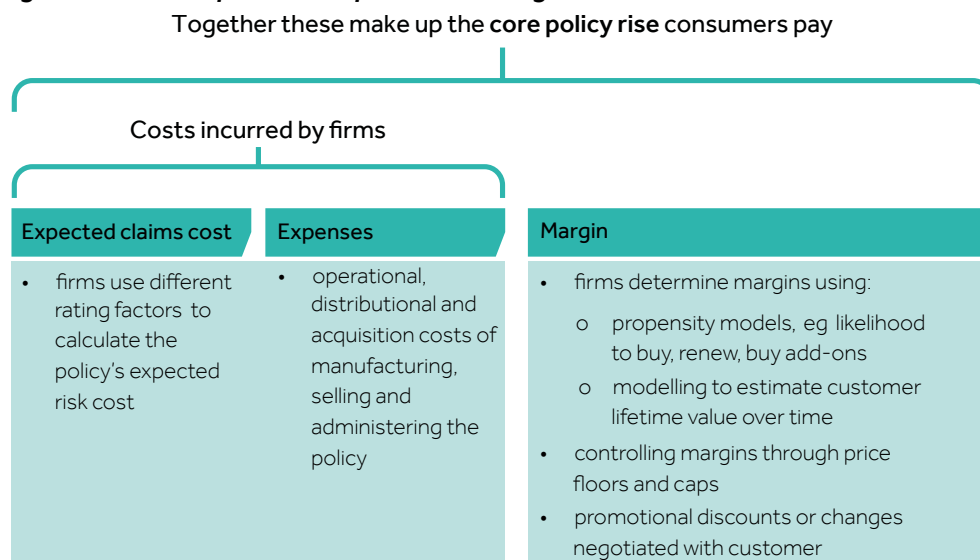 Together these make up the core policy rise consumers pay
Costs incurred by firms
Expected claims cost
• firms use different
rating factors to
calculate the
policy's expected
risk cost
Expenses
• operational,
distributional and
acquisition costs of
manufacturing,
selling and
administering the
policy
Margin
• firms determine margins using:
o propensity models, eg likelihood
to buy, renew, buy add-ons
o modelling to estimate customer
lifetime value over time
• controlling margins through price
floors and caps
• promotional discounts or changes
negotiated with customer